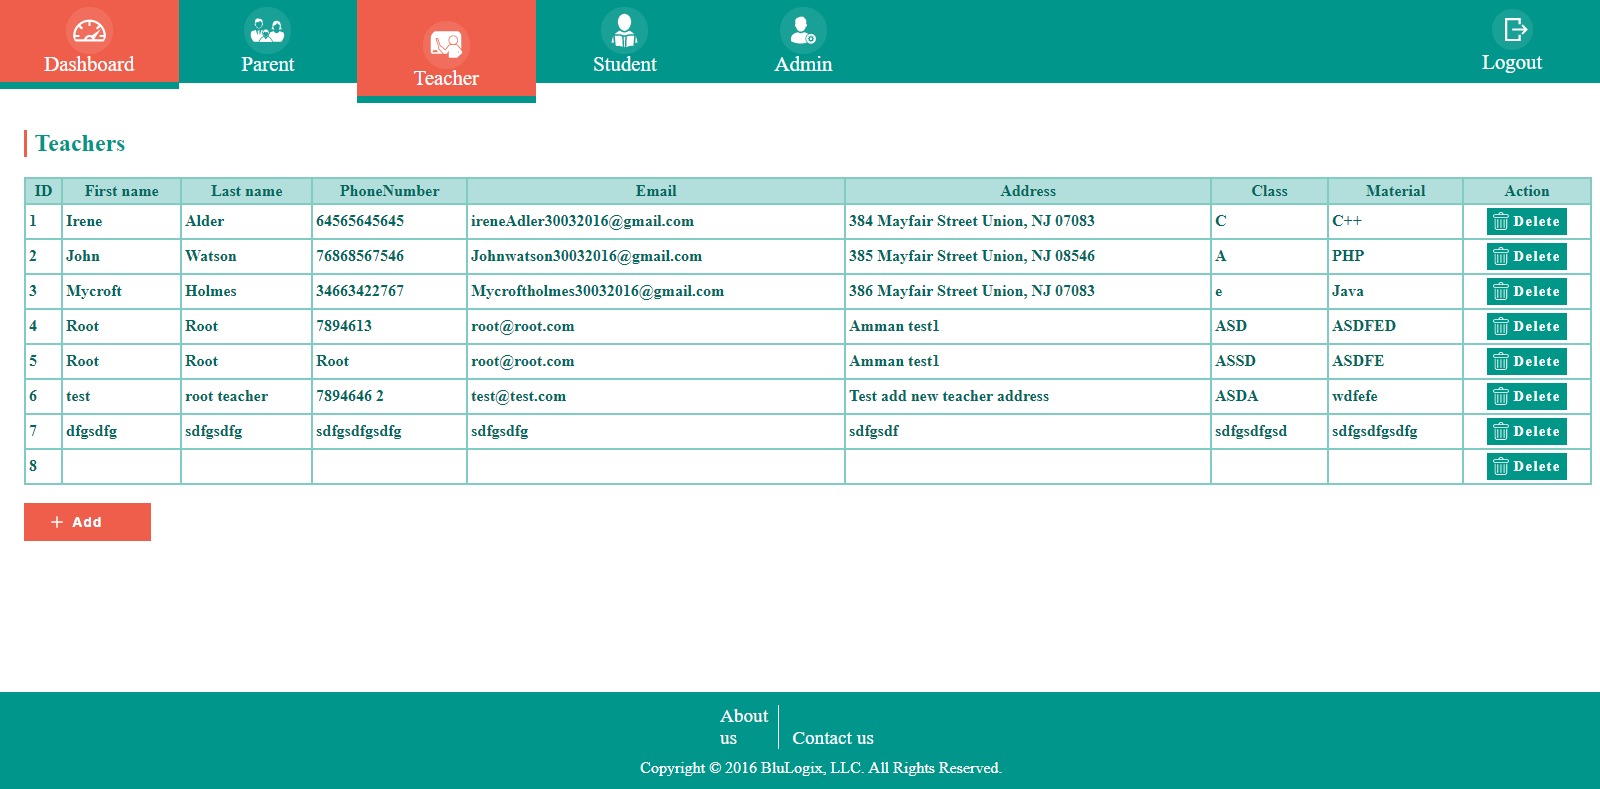 Dashboard Parent Teacher Student Admin Logout
Teachers
ID First name Last name PhoneNumber Email Address Class Material Action
1 Irene Alder 64565645645 ireneAdler30032016@gmail.com 384 Mayfair Street Union, NJ 07083 C C++ Delete
2 John Watson 76868567546 Johnwatson30032016@gmail.com 385 Mayfair Street Union, NJ 08546 A PHP Delete
3 Mycroft Holmes 34663422767 Mycroftholmes30032016@gmail.com 386 Mayfair Street Union, NJ 07083 e Java Delete
4 Root Root 7894613 root@root.com Amman test1 ASD ASDFED Delete
5 Root Root Root root@root.com Amman test1 ASSD ASDFE Delete
6 test root teacher 7894646 2 test@test.com Test add new teacher address ASDA wdfefe Delete
7 dfgsdfg sdfgsdfg sdfgsdfgsdfg sdfgsdfg sdfgsdf sdfgsdfgsd sdfgsdfgsdfg Delete
8 Delete
+ Add
About
us Contact us
Copyright © 2016 BluLogix, LLC. All Rights Reserved.